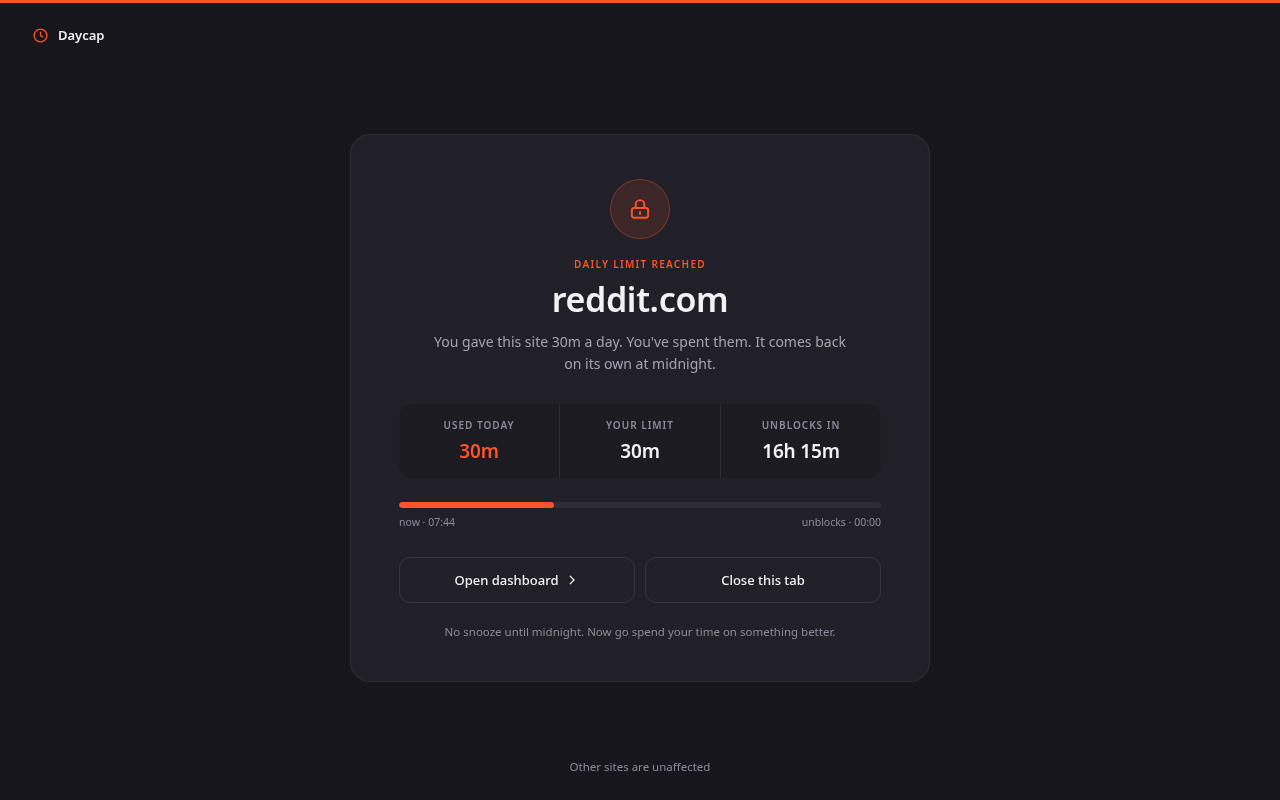 Daycap
DAILY LIMIT REACHED
reddit.com
You gave this site 30m a day. You've spent them. It comes back
on its own at midnight.
USED TODAY
30m
YOUR LIMIT
30m
UNBLOCKS IN
16h 15m
now · 07:44
unblocks · 00:00
Open dashboard
Close this tab
No snooze until midnight. Now go spend your time on something better.
Other sites are unaffected